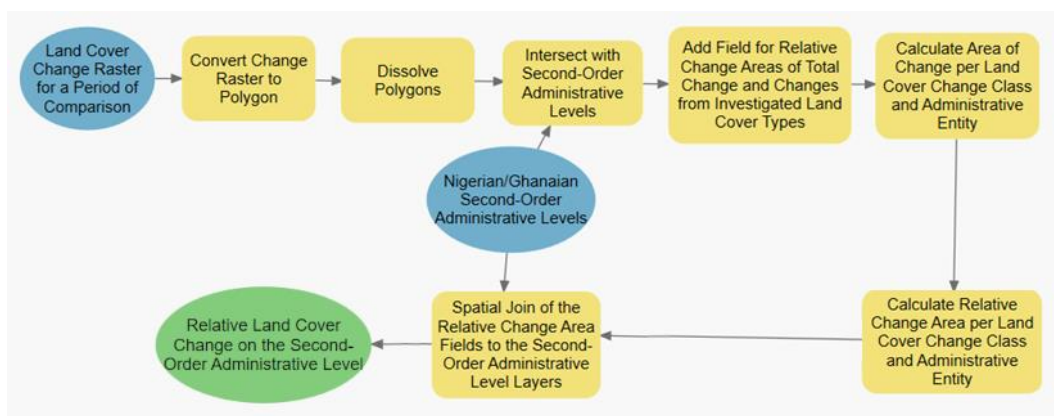 Land Cover
Change Raster
for a Period of
Comparison
Convert Change
Raster to
Polygon
Dissolve
Polygons
Intersect with
Second-Order
Administrative
Levels
Add Field for Relative
Change Areas of Total
Change and Changes
from Investigated Land
Cover Types
Calculate Area of
Change per Land
Cover Change Class
and Administrative
Entity
Nigerian/Ghanaian
Second-Order
Administrative Levels
Relative Land Cover
Change on the Second-
Order Administrative Level
Spatial Join of the
Relative Change Area
Fields to the Second-
Order Administrative
Level Layers
Calculate Relative
Change Area per Land
Cover Change Class
and Administrative
Entity